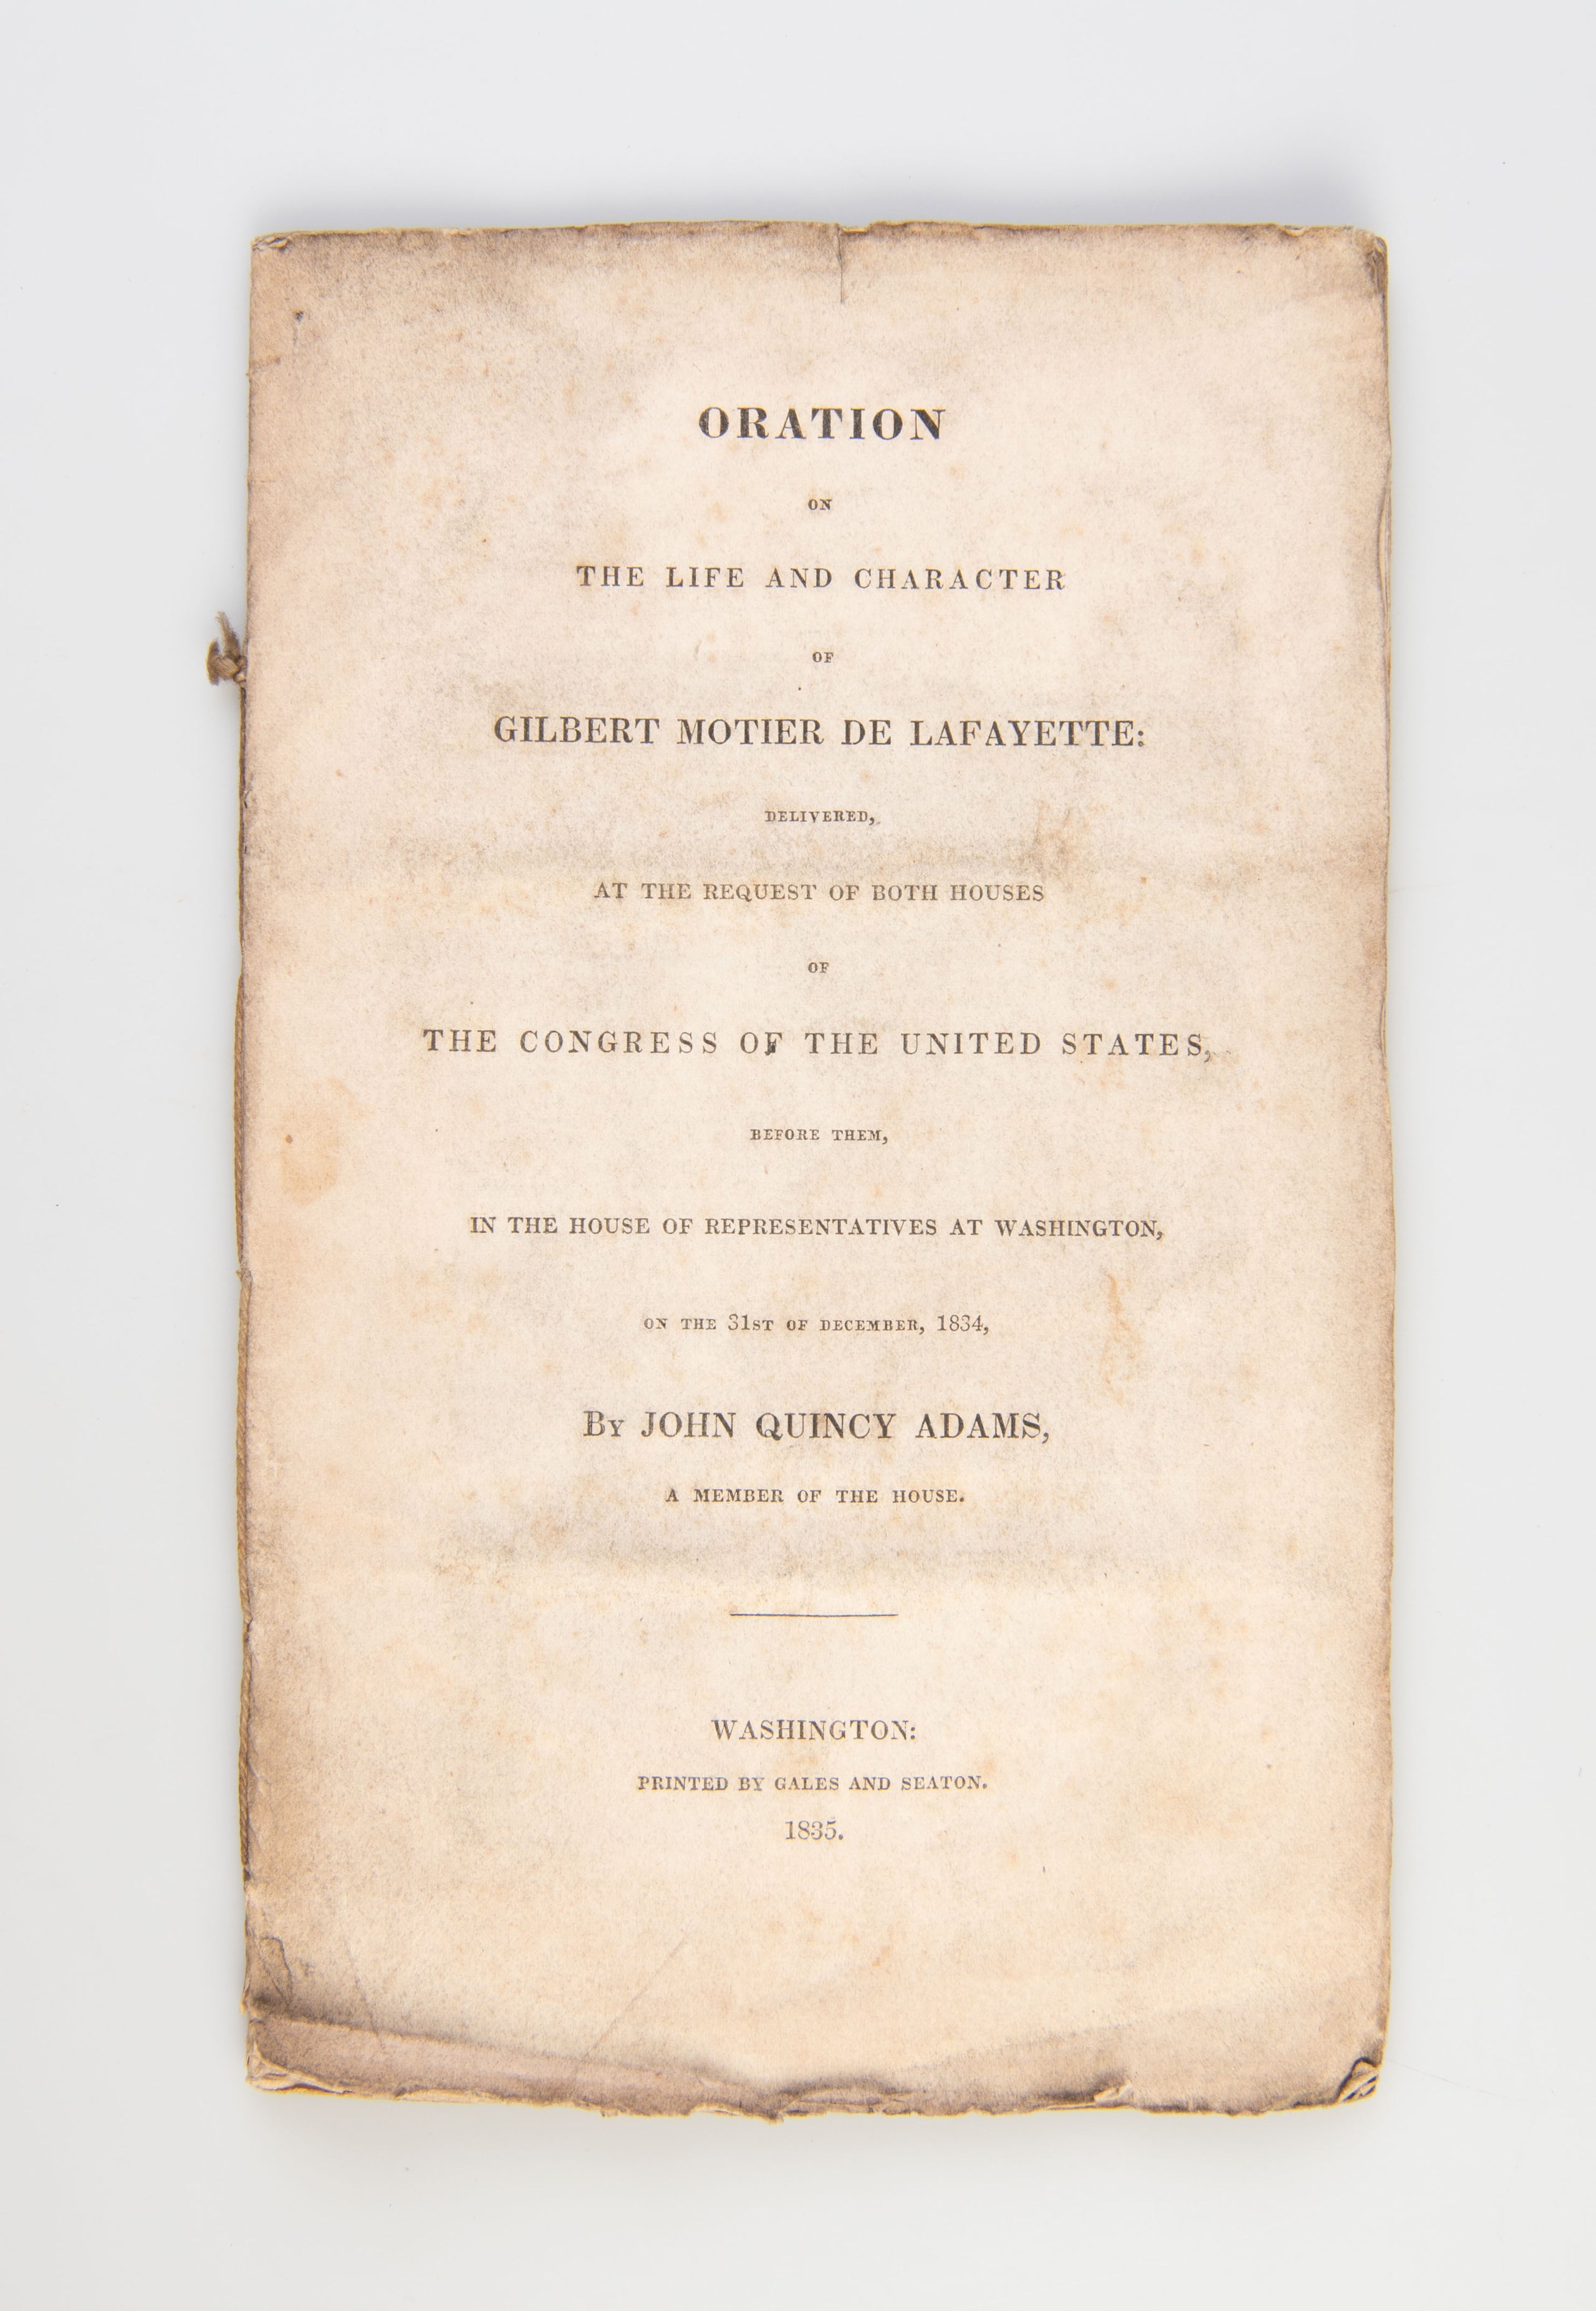 ORATION
ON
THE LIFE AND CHARACTER
OF
GILBERT MOTIER DE LAFAYETTE:
DELIVERED,
AT THE REQUEST OF BOTH HOUSES
OF
THE CONGRESS OF THE UNITED STATES,
BEFORE THEM,
IN THE HOUSE OF REPRESENTATIVES AT WASHINGTON,
ON THE 31ST OF DECEMBER, 1834,
By JOHN QUINCY ADAMS,
A MEMBER OF THE HOUSE.
WASHINGTON:
PRINTED BY GALES AND SEATON.
1835.